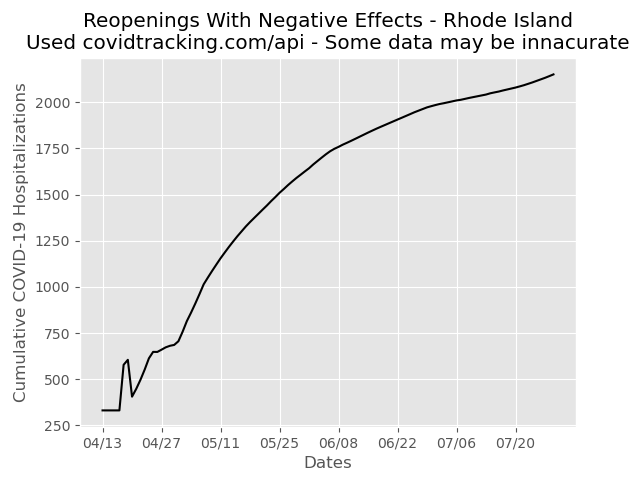 Reopenings With Negative Effects - Rhode Island
Used covidtracking.com/api - Some data may be innacurate
Cumulative COVID-19 Hospitalizations
2000
1750
1500
1250
1000
750
500
250
04/13 04/27 05/11 05/25 06/08 06/22 07/06 07/20
Dates